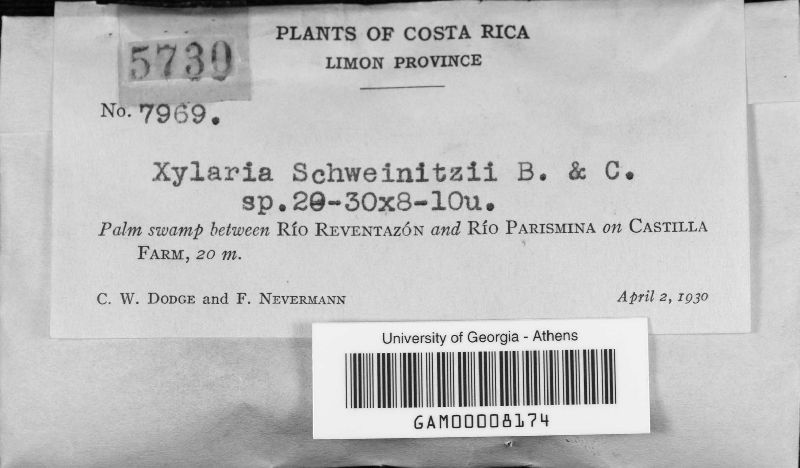 5730
PLANTS OF COSTA RICA
LIMON PROVINCE
No. 7969.
Xylaria Schweinitzii B. & C.
sp.20-30x8-10u.
Palm swamp between Río Reventazón and Río Parismina on Castilla
Farm, 20 m.
C. W. Dodge and F. Nevermann April 2, 1930
University of Georgia - Athens
GAM00008174